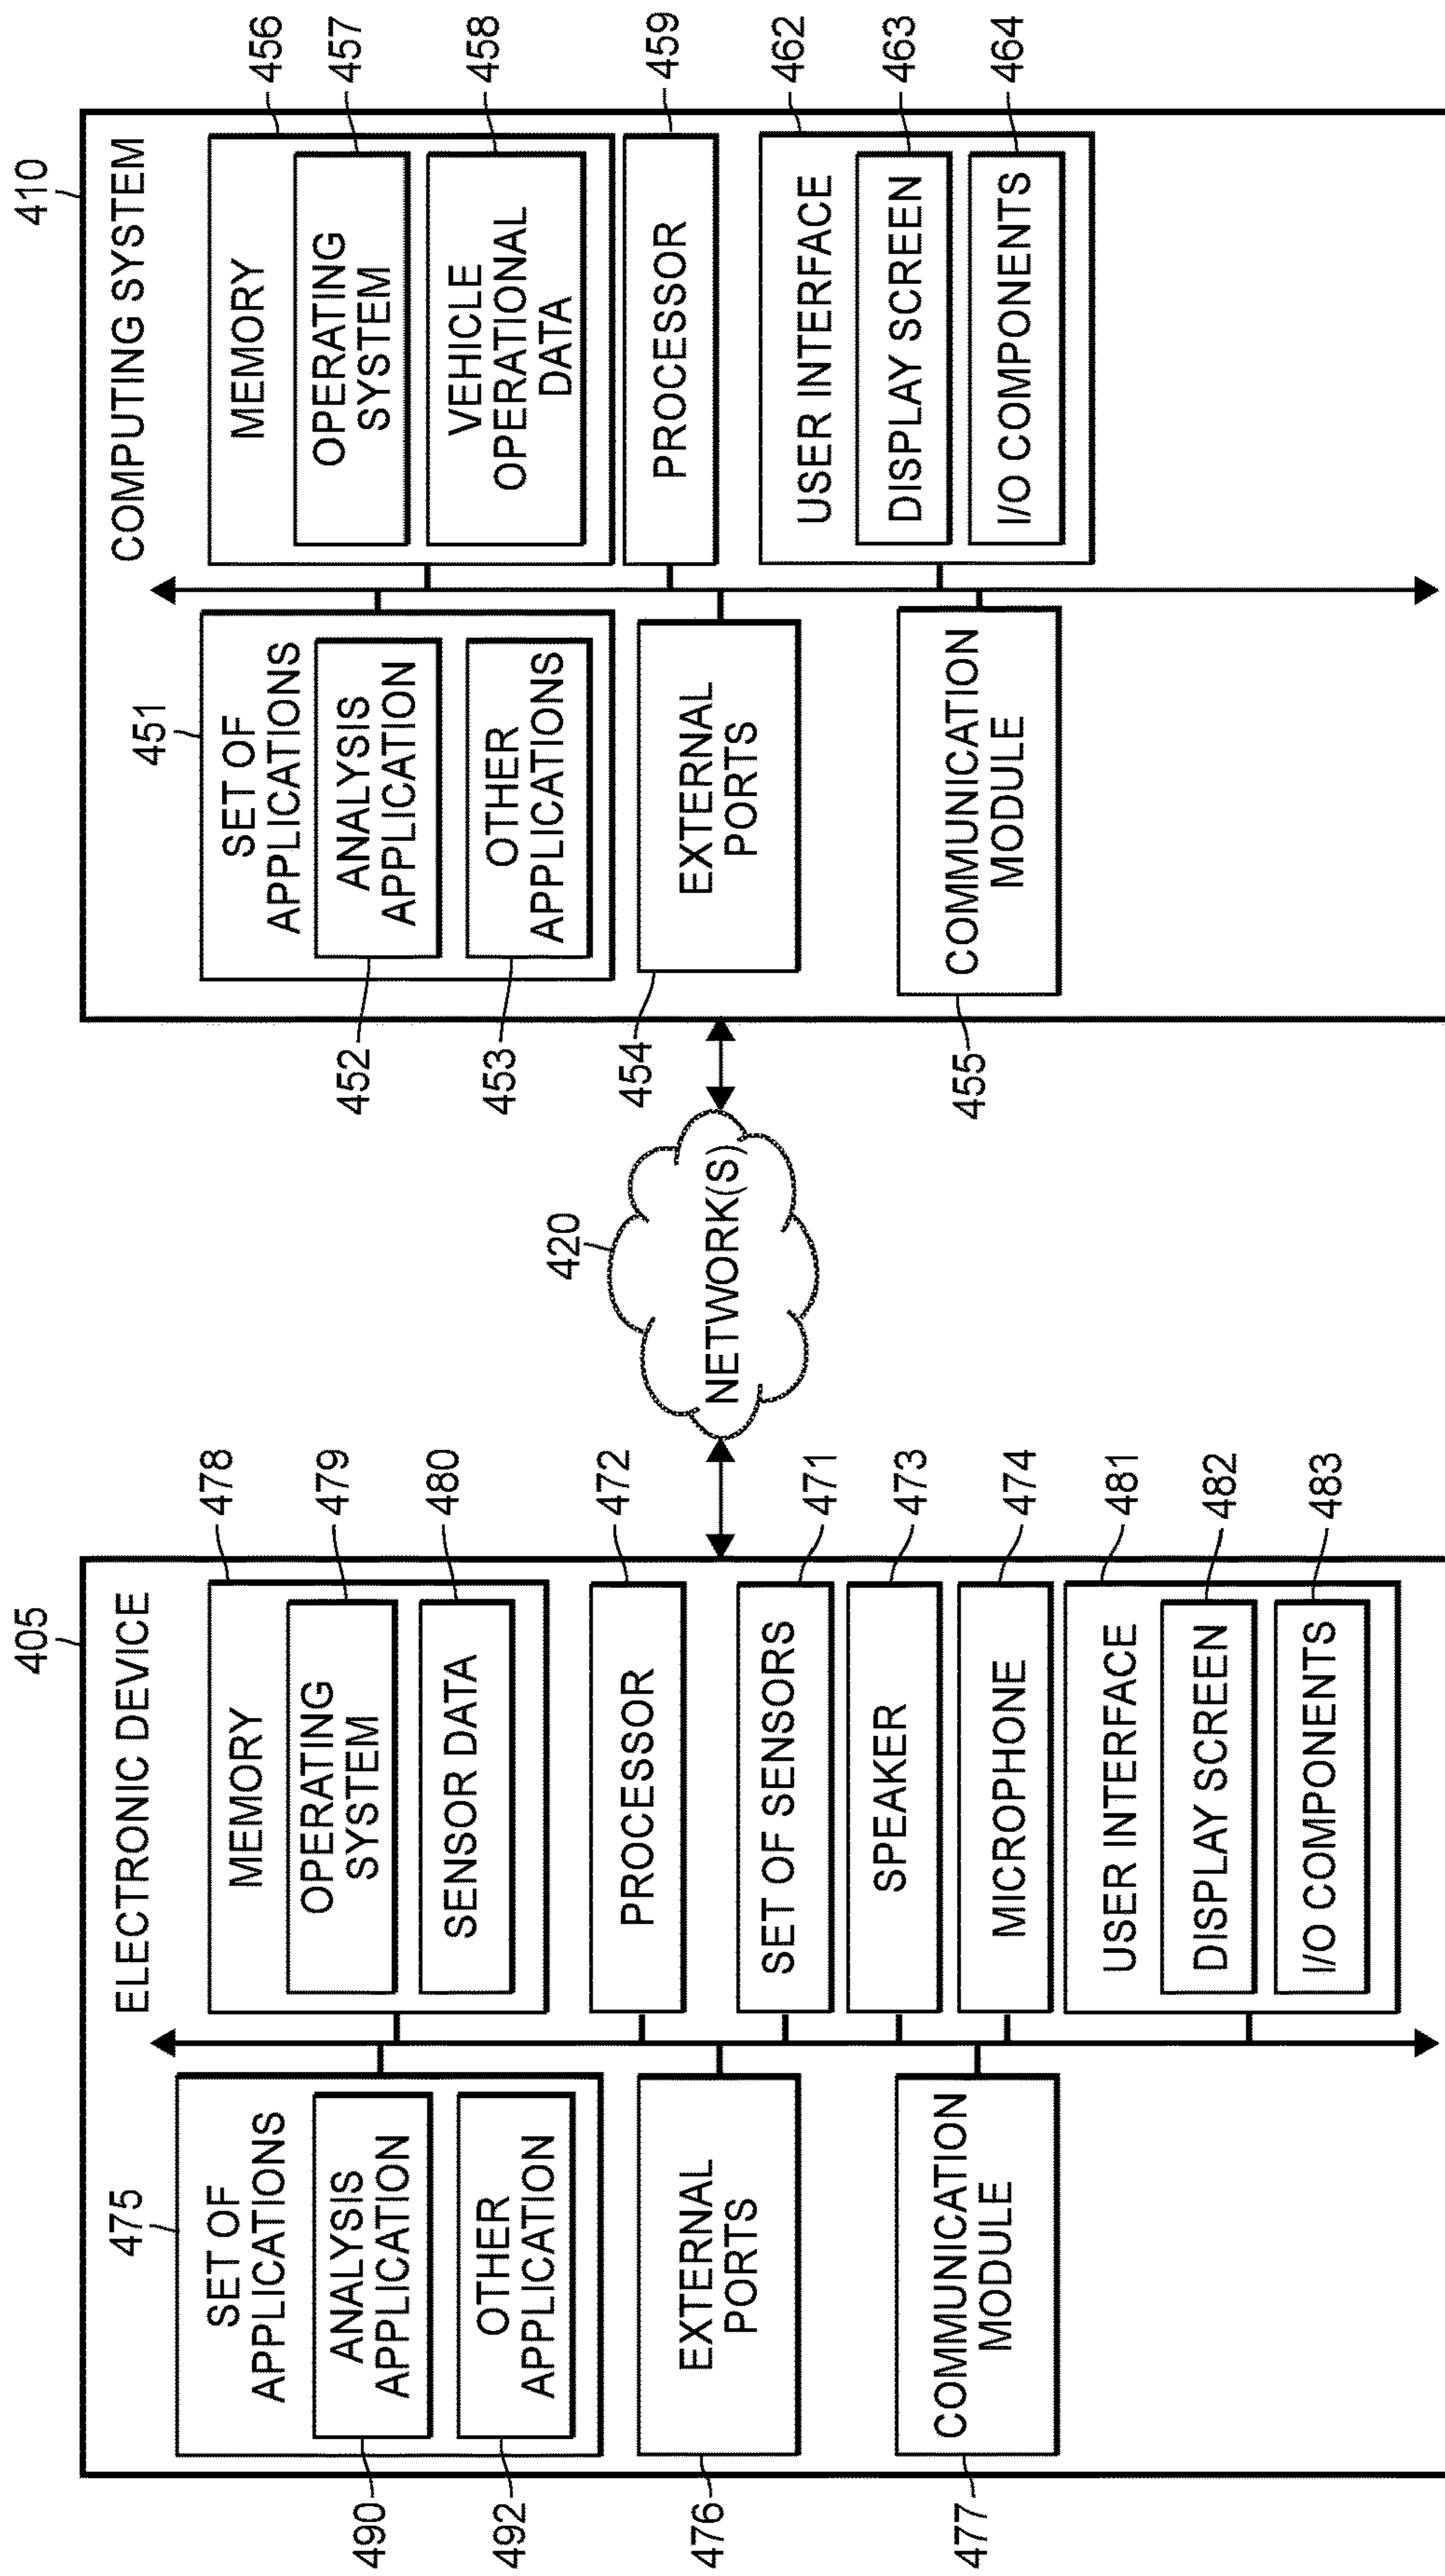 405
ELECTRONIC DEVICE
475
SET OF
APPLICATIONS
ANALYSIS
APPLICATION
490
OTHER
APPLICATION
492
EXTERNAL
PORTS
476
COMMUNICATION
MODULE
477
MEMORY
478
OPERATING
SYSTEM
479
SENSOR DATA
480
PROCESSOR
472
SET OF SENSORS
471
SPEAKER
473
MICROPHONE
474
USER INTERFACE
481
DISPLAY SCREEN
482
I/O COMPONENTS
483
420
NETWORK(S)
410
COMPUTING SYSTEM
451
SET OF
APPLICATIONS
ANALYSIS
APPLICATION
452
OTHER
APPLICATIONS
453
EXTERNAL
PORTS
454
COMMUNICATION
MODULE
455
MEMORY
456
OPERATING
SYSTEM
457
VEHICLE
OPERATIONAL
DATA
458
PROCESSOR
459
USER INTERFACE
462
DISPLAY SCREEN
463
I/O COMPONENTS
464